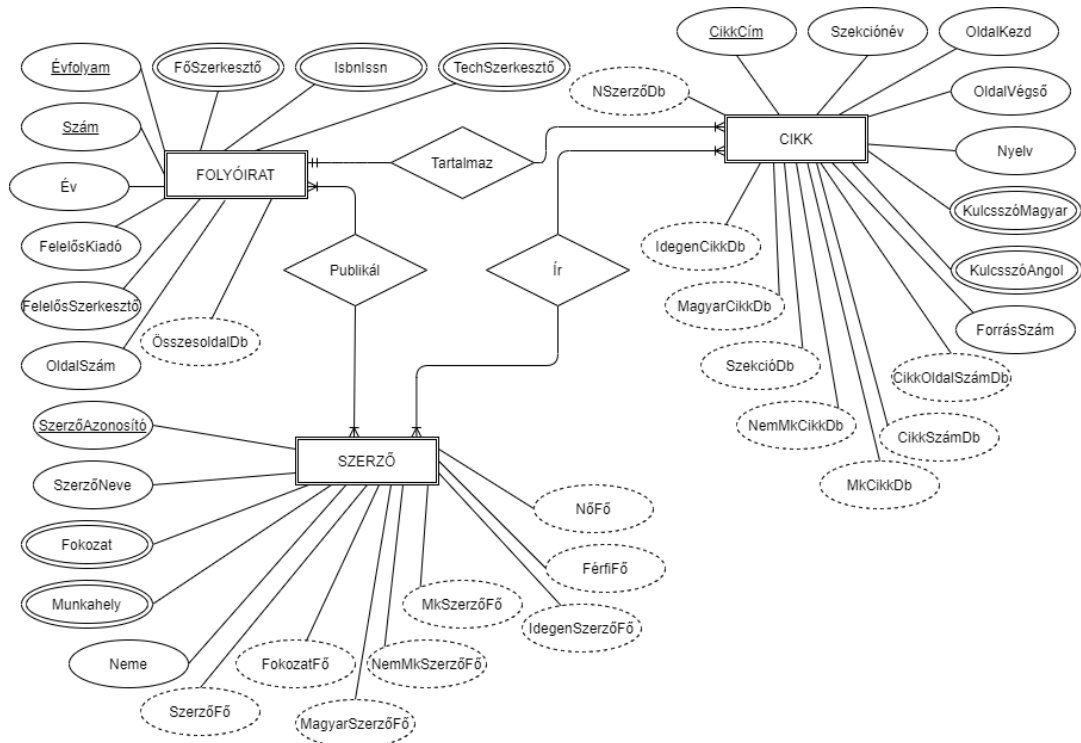 Évfolyam
FőSzerkesztő
IsbnIssn
TechSzerkesztő
CikkCím
Szekciónév
OldalKezd
NSzerzőDb
OldalVégső
Szám
FOLYÓIRAT
Tartalmaz
CIKK
Nyelv
Év
KulcsszóMagyar
FelelősKiadó
IdegenCikkDb
KulcsszóAngol
Publikál
Ír
FelelősSzerkesztő
MagyarCikkDb
ForrásSzám
OldalSzám
ÖsszesoldalDb
SzekcióDb
CikkOldalSzámDb
SzerzőAzonosító
NemMkCikkDb
CikkSzámDb
SZERZŐ
SzerzőNeve
MkCikkDb
NőFő
Fokozat
FérfiFő
Munkahely
MkSzerzőFő
IdegenSzerzőFő
Neme
FokozatFő
NemMkSzerzőFő
SzerzőFő
MagyarSzerzőFő